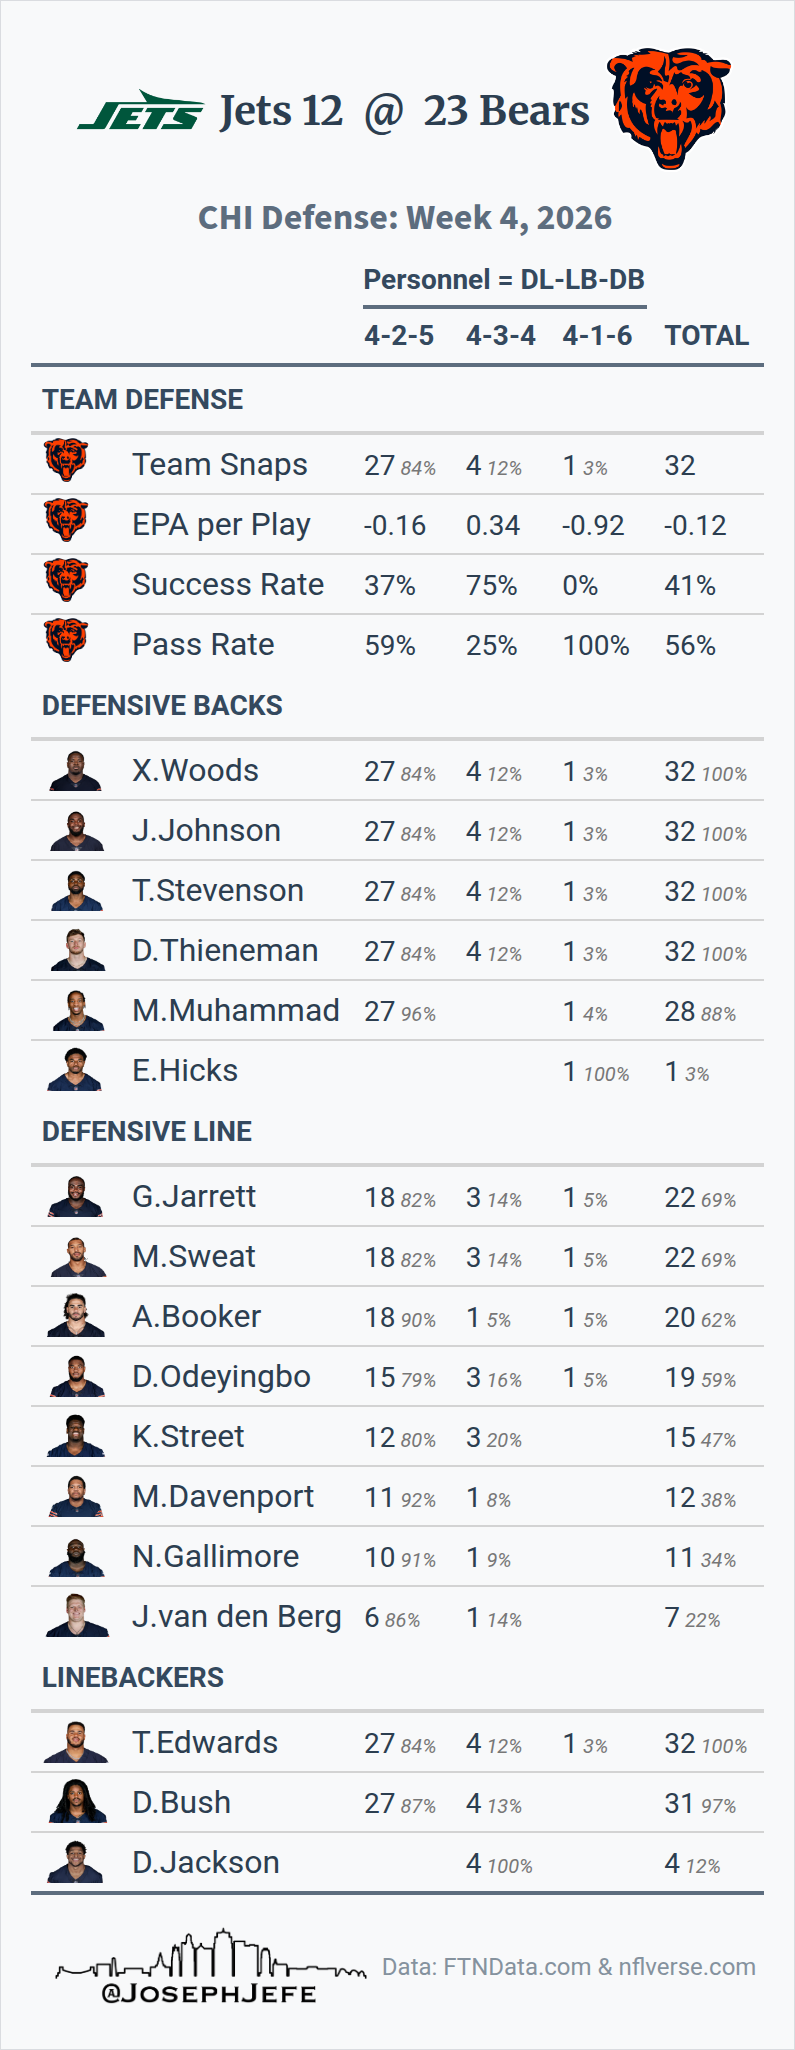 JETS Jets 12 @ 23 Bears
CHI Defense: Week 4, 2026
Personnel = DL-LB-DB
4-2-5 4-3-4 4-1-6 TOTAL
TEAM DEFENSE
Team Snaps 27 84% 4 12% 1 3% 32
EPA per Play -0.16 0.34 -0.92 -0.12
Success Rate 37% 75% 0% 41%
Pass Rate 59% 25% 100% 56%
DEFENSIVE BACKS
X.Woods 27 84% 4 12% 1 3% 32 100%
J.Johnson 27 84% 4 12% 1 3% 32 100%
T.Stevenson 27 84% 4 12% 1 3% 32 100%
D.Thieneman 27 84% 4 12% 1 3% 32 100%
M.Muhammad 27 96% 1 4% 28 88%
E.Hicks 1 100% 1 3%
DEFENSIVE LINE
G.Jarrett 18 82% 3 14% 1 5% 22 69%
M.Sweat 18 82% 3 14% 1 5% 22 69%
A.Booker 18 90% 1 5% 1 5% 20 62%
D.Odeyingbo 15 79% 3 16% 1 5% 19 59%
K.Street 12 80% 3 20% 15 47%
M.Davenport 11 92% 1 8% 12 38%
N.Gallimore 10 91% 1 9% 11 34%
J.van den Berg 6 86% 1 14% 7 22%
LINEBACKERS
T.Edwards 27 84% 4 12% 1 3% 32 100%
D.Bush 27 87% 4 13% 31 97%
D.Jackson 4 100% 4 12%
@JosephJefe Data: FTNData.com & nflverse.com